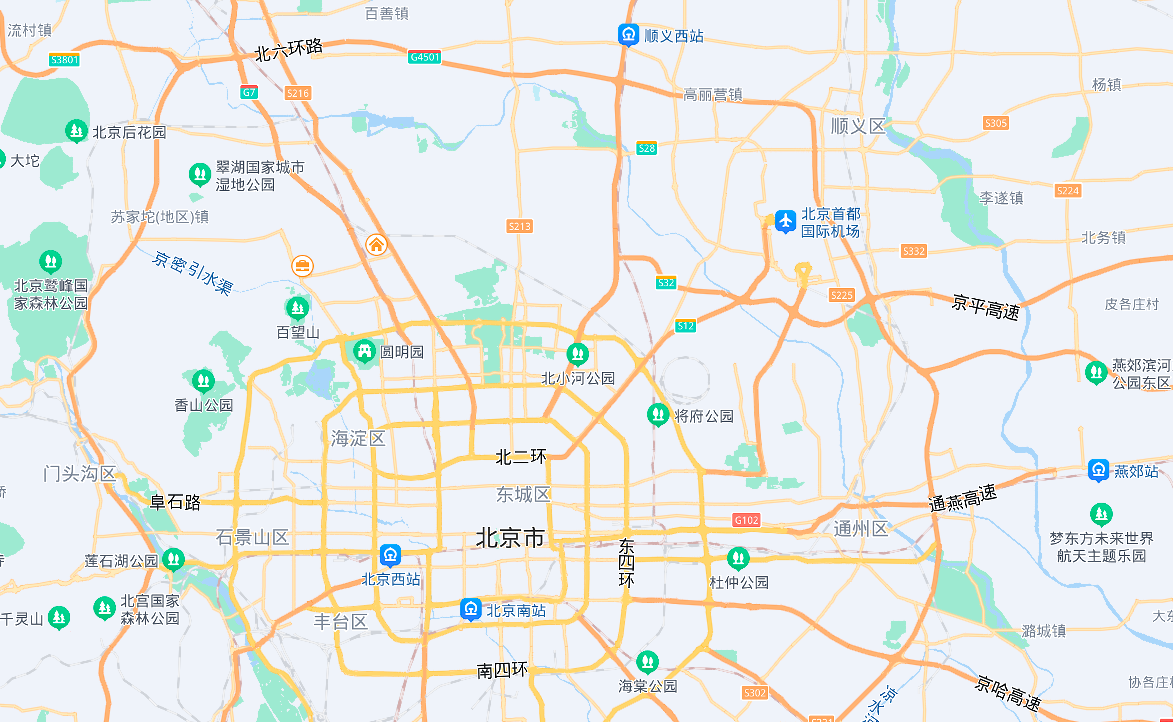 百善镇
流村镇
顺义西站
北六环路
S3801
G4501
G7
S216
高丽营镇
杨镇
S305
顺义区
北京后花园
S28
大坨
翠湖国家城市
湿地公园
S224
李遂镇
苏家坨(地区)镇
北京首都
国际机场
S213
北务镇
S332
京密引水渠
北京鹫峰国
家森林公园
S32
S225
京平高速
皮各庄村
百望山
S12
圆明园
北小河公园
燕郊滨河
公园东区
香山公园
将府公园
海淀区
北二环
门头沟区
燕郊站
桥
阜石路
东城区
通燕高速
G102
通州区
石景山区
北京市
梦东方未来世界
航天主题乐园
东四环
寺
莲石湖公园
北京西站
杜仲公园
北宫国家
森林公园
千灵山
北京南站
丰台区
潞城镇
大东
南四环
海棠公园
S302
京哈高速
协各庄村
凉水河
S321